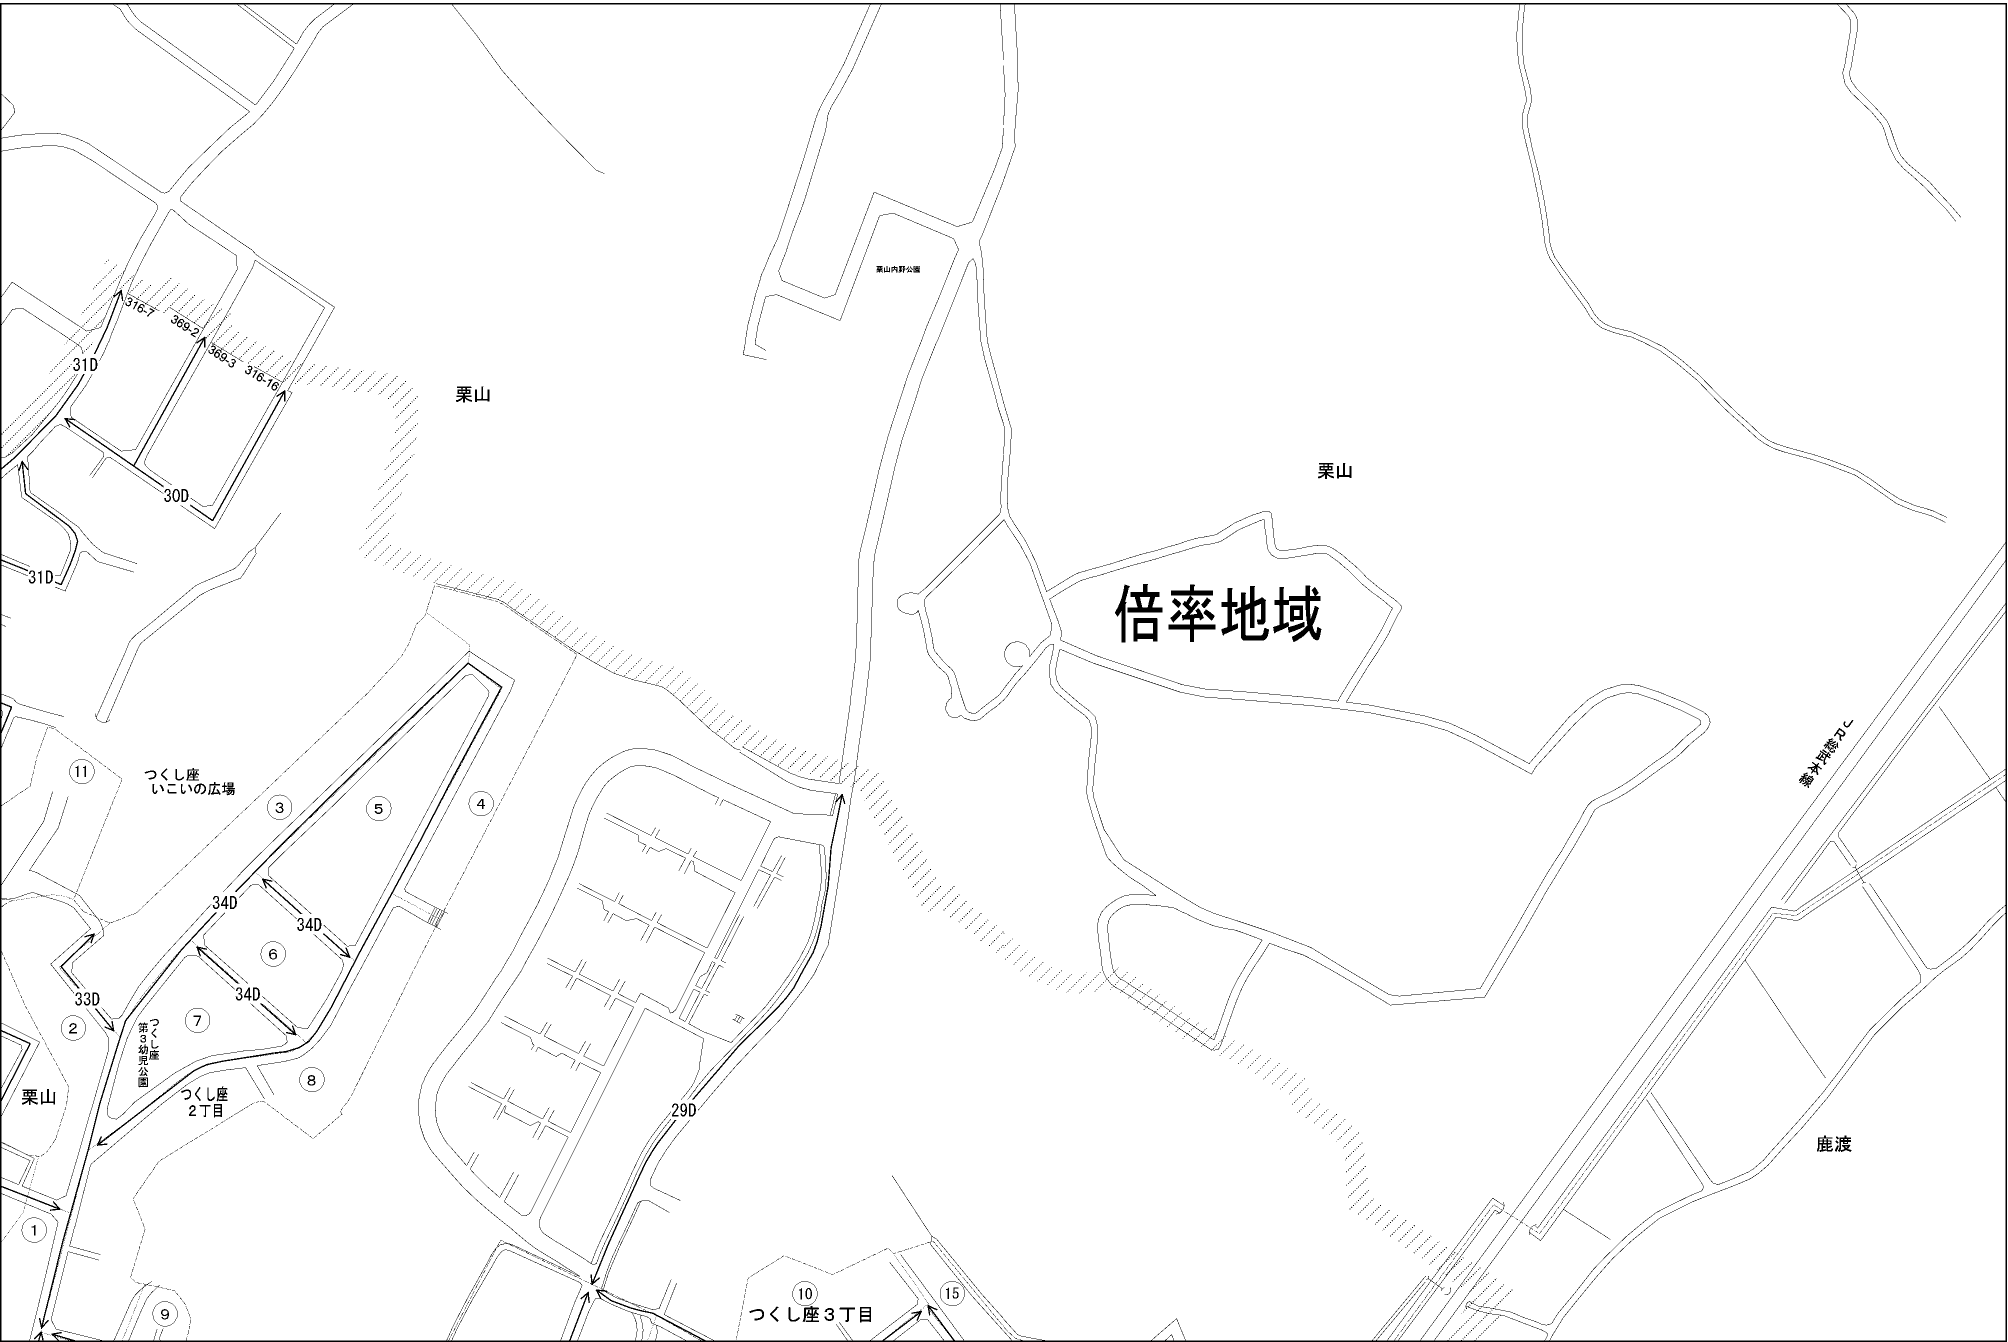 栗山内野公園
316-7
369-2
369-3
316-16
31D
栗山
30D
31D
栗山
倍率地域
JR総武本線
⑪
つくし座
いこいの広場
③
⑤
④
34D
34D
⑥
34D
33D
②
⑦
つくし座
第3幼児公園
⑧
栗山
つくし座
2丁目
29D
鹿渡
①
⑨
⑩
つくし座3丁目
⑮